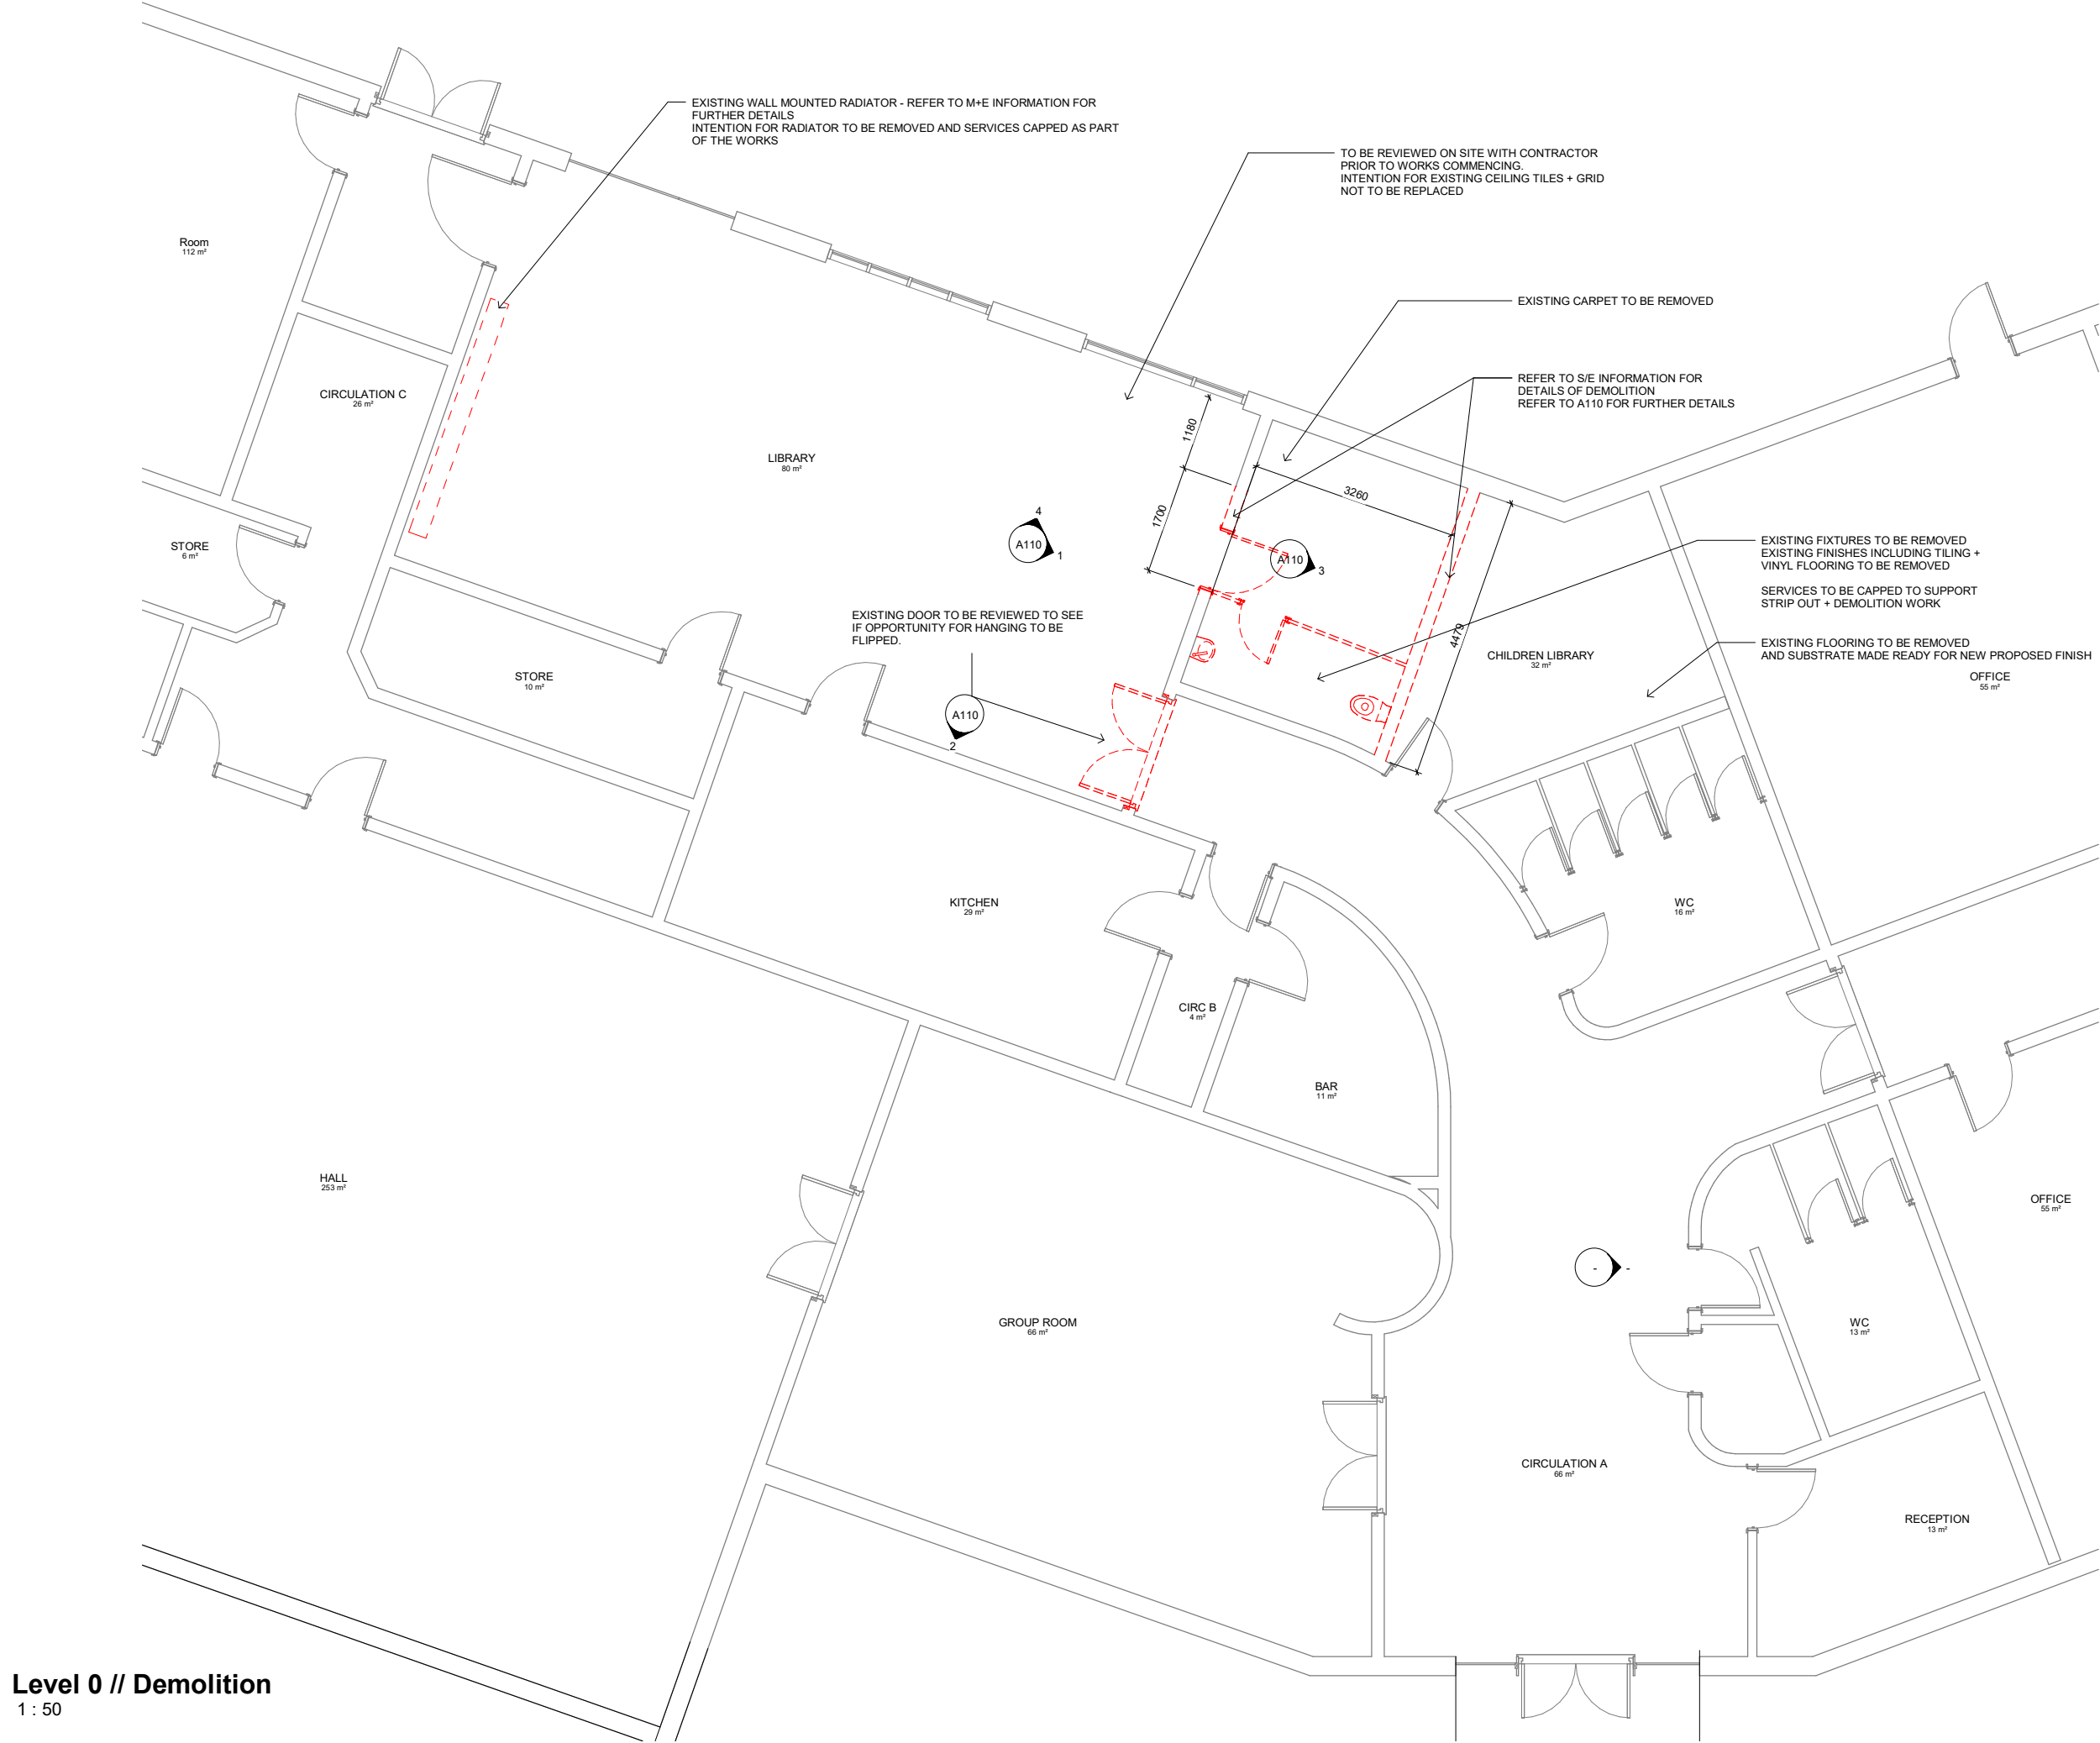 EXISTING WALL MOUNTED RADIATOR - REFER TO M+E INFORMATION FOR
FURTHER DETAILS
INTENTION FOR RADIATOR TO BE REMOVED AND SERVICES CAPPED AS PART
OF THE WORKS
TO BE REVIEWED ON SITE WITH CONTRACTOR
PRIOR TO WORKS COMMENCING.
INTENTION FOR EXISTING CEILING TILES + GRID
NOT TO BE REPLACED
Room
112 m²
EXISTING CARPET TO BE REMOVED
REFER TO S/E INFORMATION FOR
DETAILS OF DEMOLITION
REFER TO A110 FOR FURTHER DETAILS
CIRCULATION C
26 m²
1180
LIBRARY
80 m²
3260
1700
4
A110
1
A110
3
STORE
6 m²
EXISTING FIXTURES TO BE REMOVED
EXISTING FINISHES INCLUDING TILING +
VINYL FLOORING TO BE REMOVED
SERVICES TO BE CAPPED TO SUPPORT
STRIP OUT + DEMOLITION WORK
EXISTING DOOR TO BE REVIEWED TO SEE
IF OPPORTUNITY FOR HANGING TO BE
FLIPPED.
4479
EXISTING FLOORING TO BE REMOVED
AND SUBSTRATE MADE READY FOR NEW PROPOSED FINISH
CHILDREN LIBRARY
32 m²
OFFICE
55 m²
STORE
10 m²
A110
2
KITCHEN
29 m²
WC
16 m²
CIRC B
4 m²
BAR
11 m²
HALL
253 m²
OFFICE
55 m²
- -
GROUP ROOM
66 m²
WC
13 m²
CIRCULATION A
66 m²
RECEPTION
13 m²
Level 0 // Demolition
1 : 50